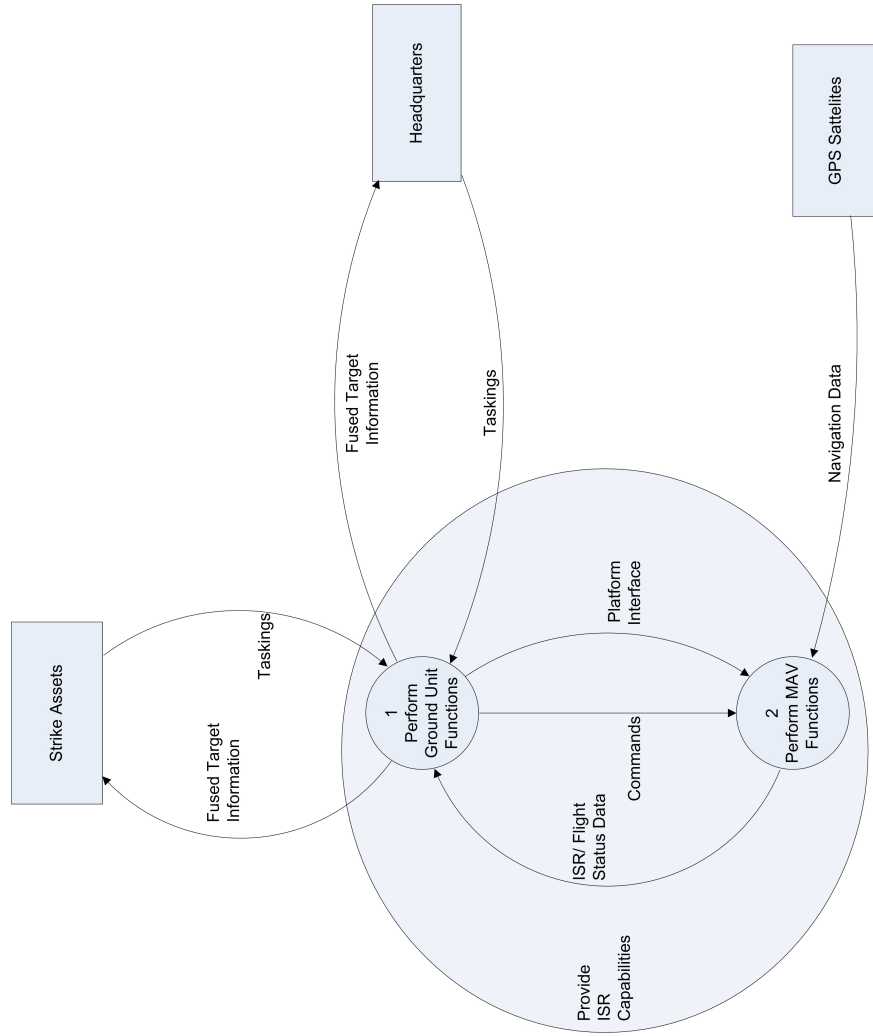 Strike Assets
Fused Target
Information
Taskings
Fused Target
Information
Headquarters
1
Perform
Ground Unit
Functions
Taskings
Provide
ISR
Capabilities
ISR/ Flight
Status Data
Commands
Platform
Interface
2
Perform MAV
Functions
Navigation Data
GPS Sattelites